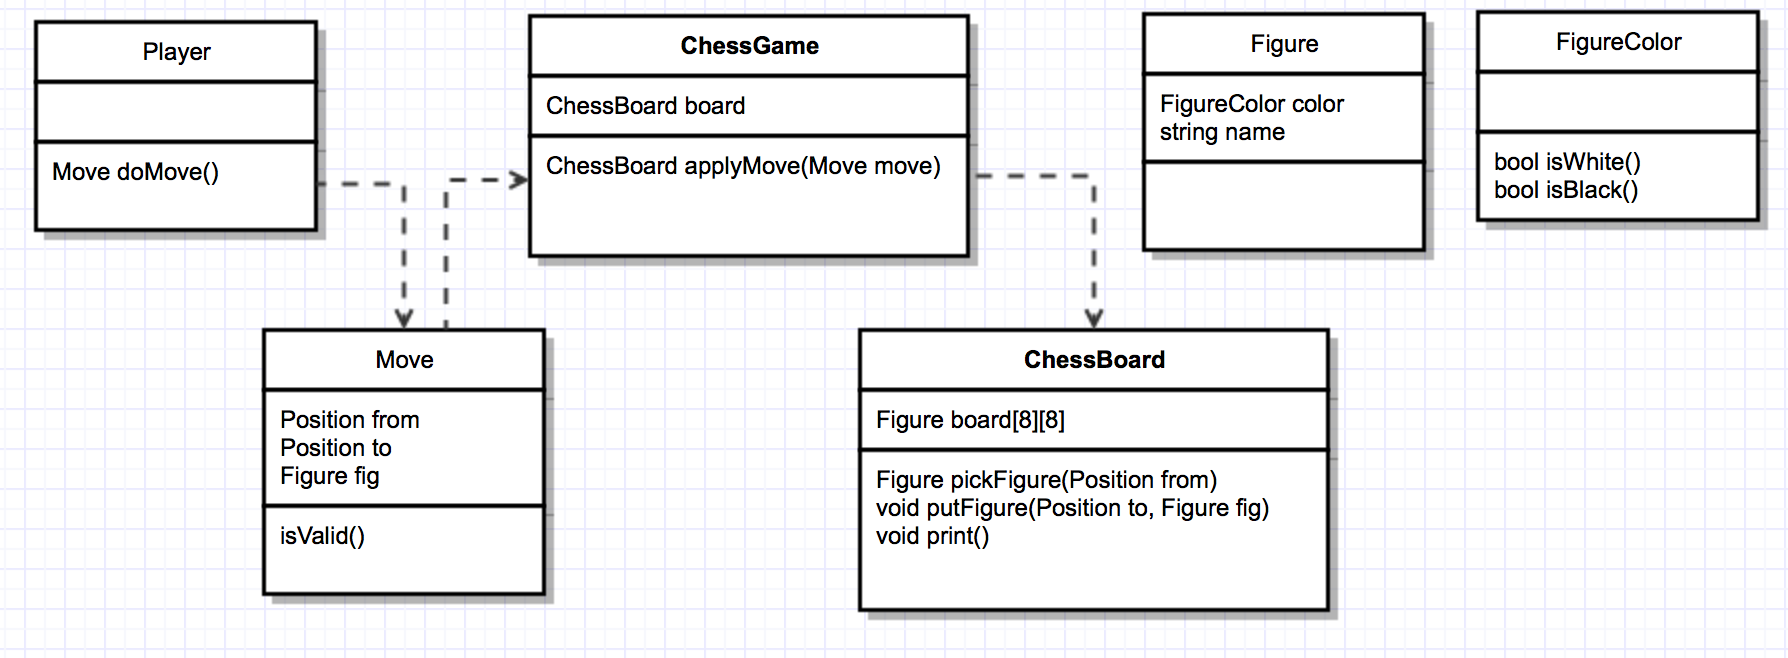 Player
Move doMove()
ChessGame
ChessBoard board
ChessBoard applyMove(Move move)
Figure
FigureColor color
string name
FigureColor
bool isWhite()
bool isBlack()
Move
Position from
Position to
Figure fig
isValid()
ChessBoard
Figure board[8][8]
Figure pickFigure(Position from)
void putFigure(Position to, Figure fig)
void print()